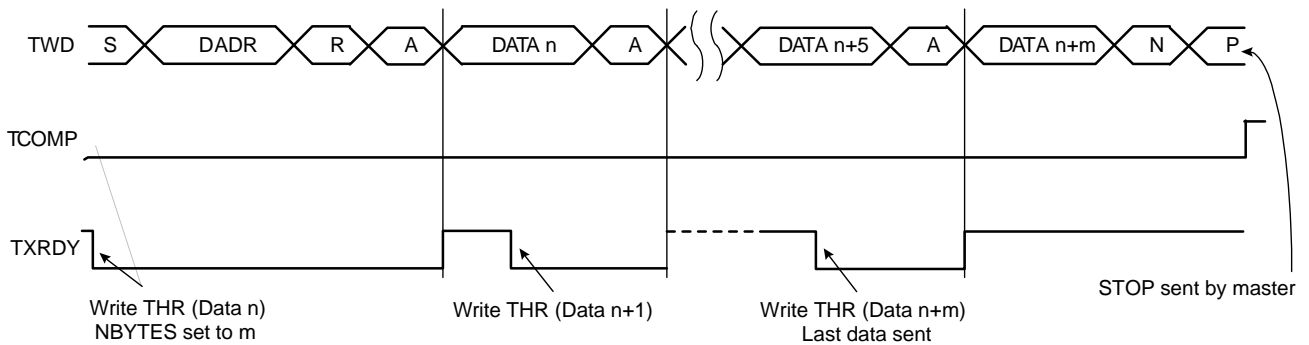 TWD S DADR R A DATA n A DATA n+5 A DATA n+m N P
TCOMP
TXRDY
Write THR (Data n)
NBYTES set to m
Write THR (Data n+1)
Write THR (Data n+m)
Last data sent
STOP sent by master